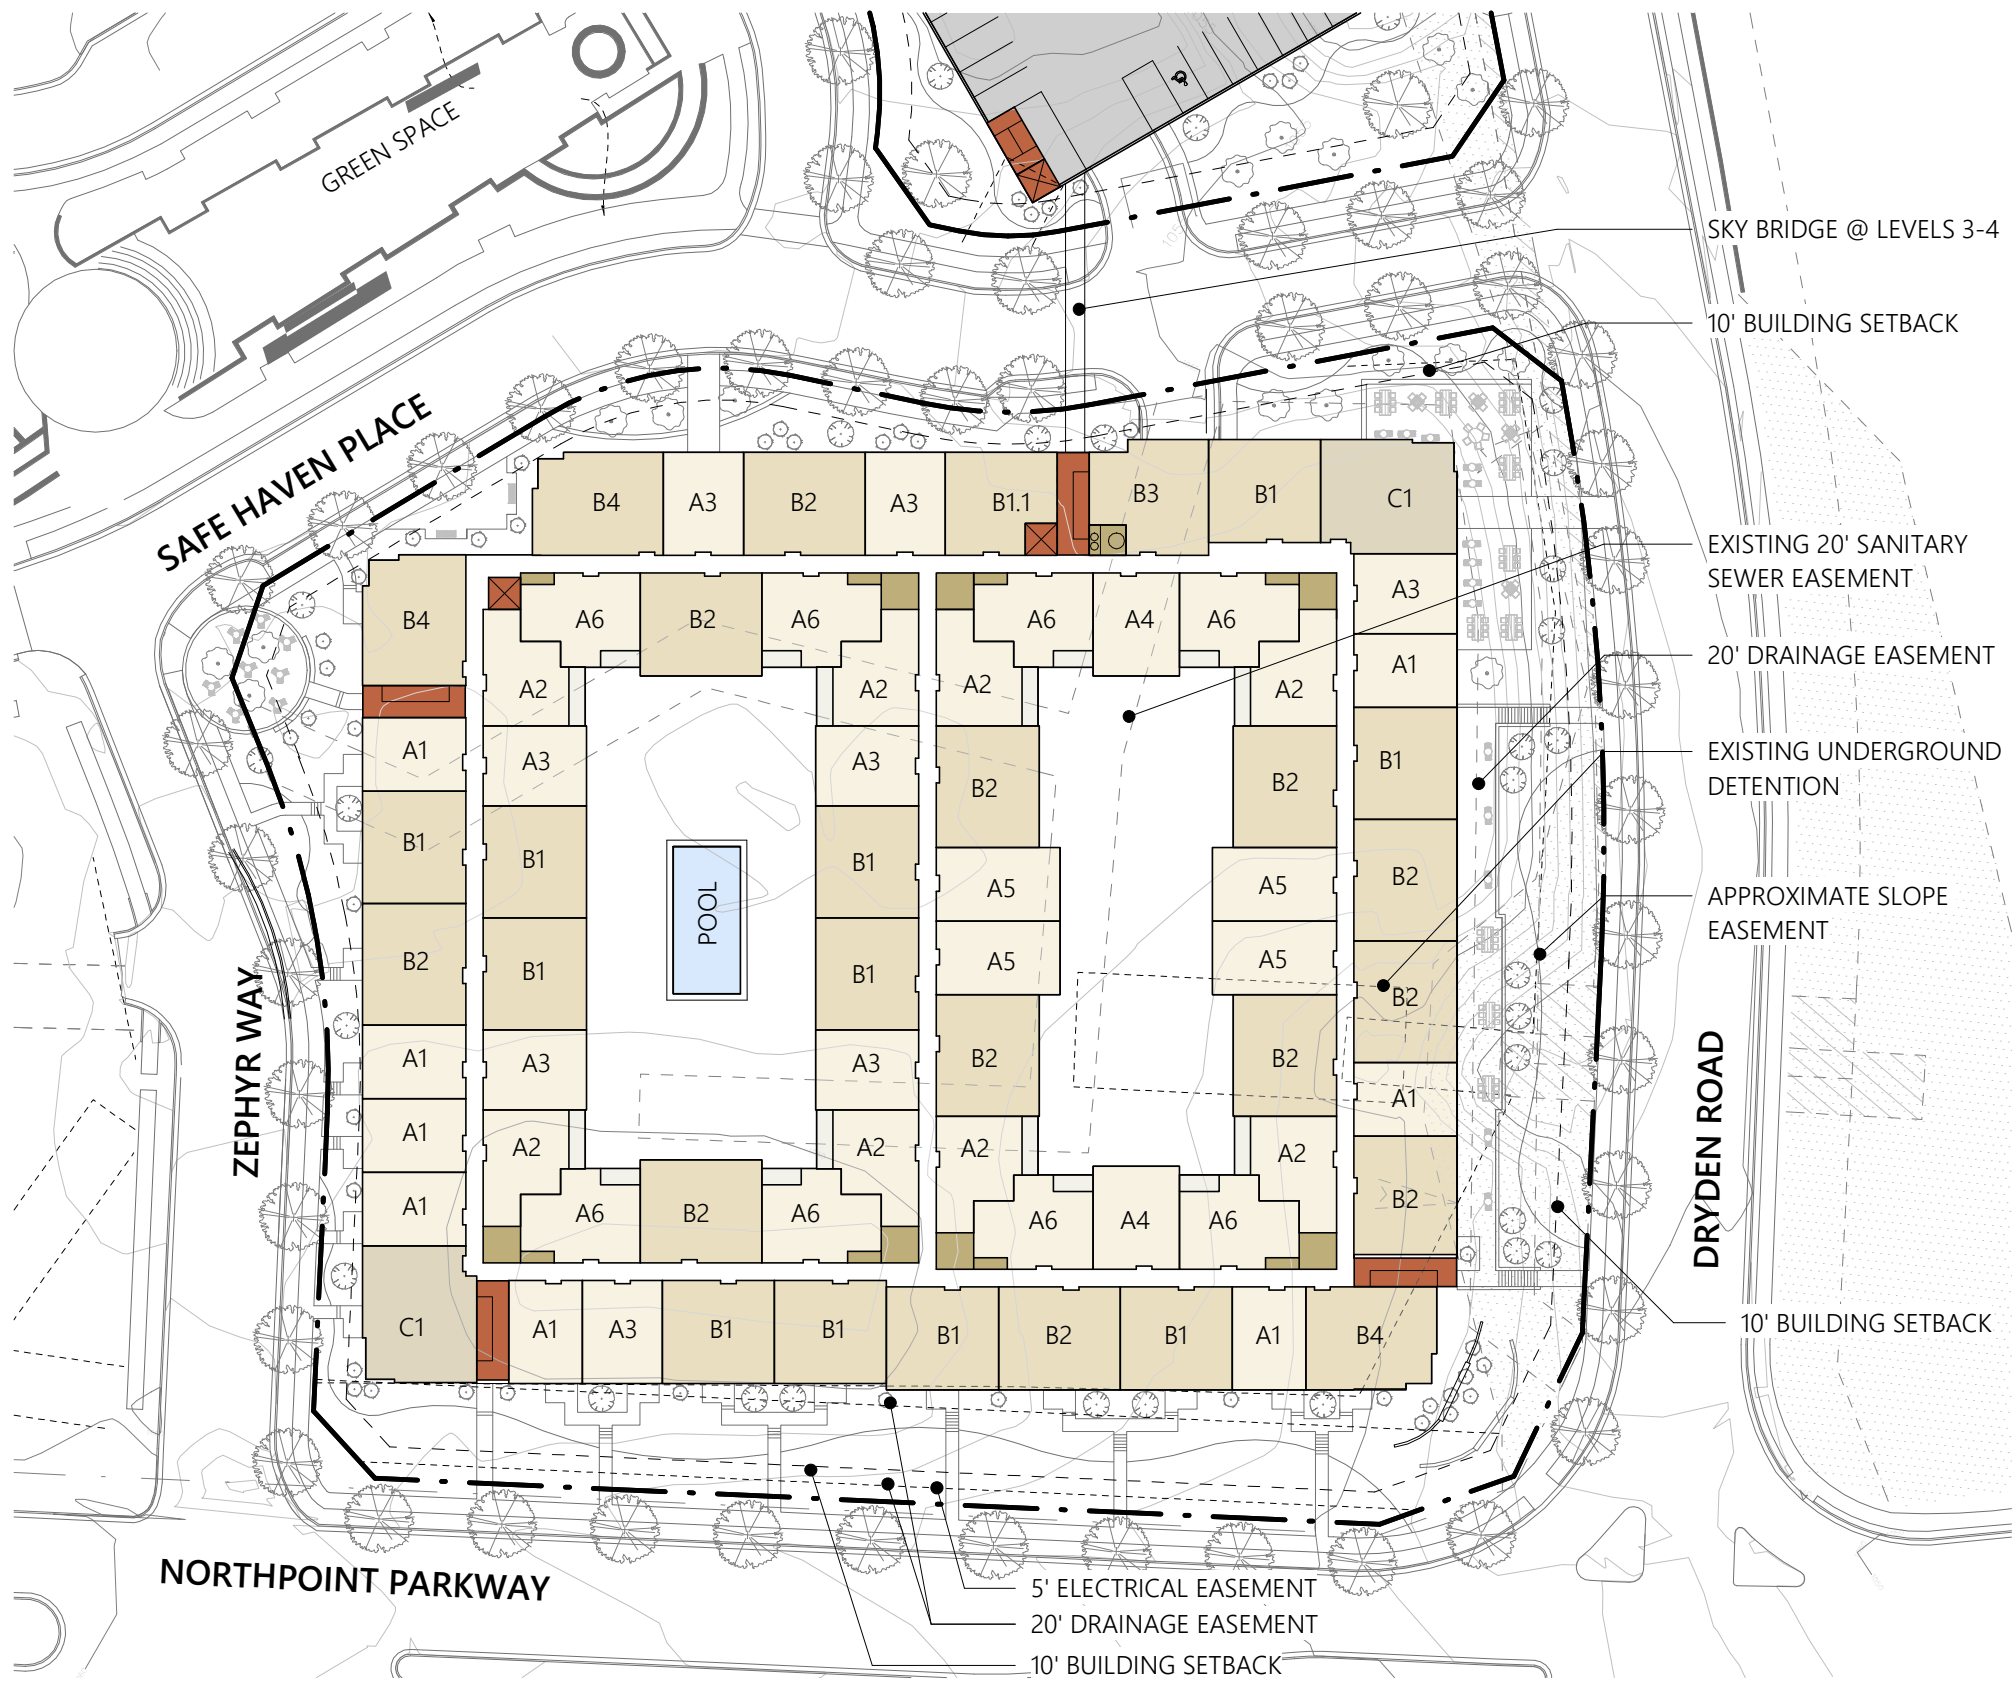 GREEN SPACE
SKY BRIDGE @ LEVELS 3-4
10' BUILDING SETBACK
SAFE HAVEN PLACE
B4 A3 B2 A3 B1.1 B3 B1 C1
EXISTING 20' SANITARY
SEWER EASEMENT
B4 A6 B2 A6 A6 A4 A6 A3
20' DRAINAGE EASEMENT
A2 A2 A2 A2 A1
A1 A3 A3 B2 B2 B1
EXISTING UNDERGROUND
DETENTION
B1 B1 B1 A5 A5 B2
POOL
APPROXIMATE SLOPE
EASEMENT
B2 B1 B1 A5 A5 B2
ZEPHYR WAY
A1 A3 A3 B2 B2 A1
DRYDEN ROAD
A1 A2 A2 A2 A2
A1 A6 B2 A6 A6 A4 A6 B2
C1 A1 A3 B1 B1 B1 B2 B1 A1 B4
10' BUILDING SETBACK
NORTHPOINT PARKWAY
5' ELECTRICAL EASEMENT
20' DRAINAGE EASEMENT
10' BUILDING SETBACK